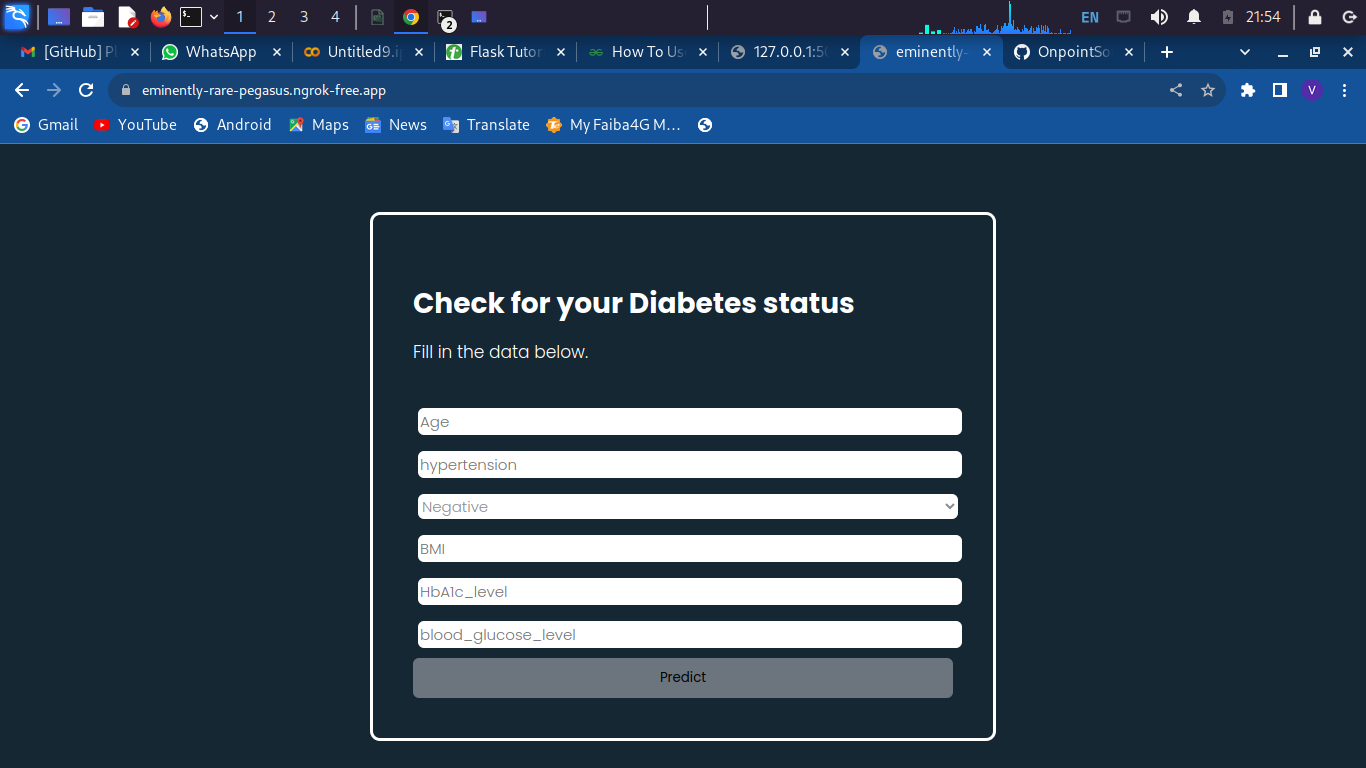 1 2 3 4 2 EN 21:54
[GitHub] Pl WhatsApp Untitled9.i Flask Tutor How To Us 127.0.0.1:50 eminently- OnpointSo
eminently-rare-pegasus.ngrok-free.app V
Gmail YouTube Android Maps News Translate My Faiba4G M...
Check for your Diabetes status
Fill in the data below.
Age
hypertension
Negative
BMI
HbA1c_level
blood_glucose_level
Predict